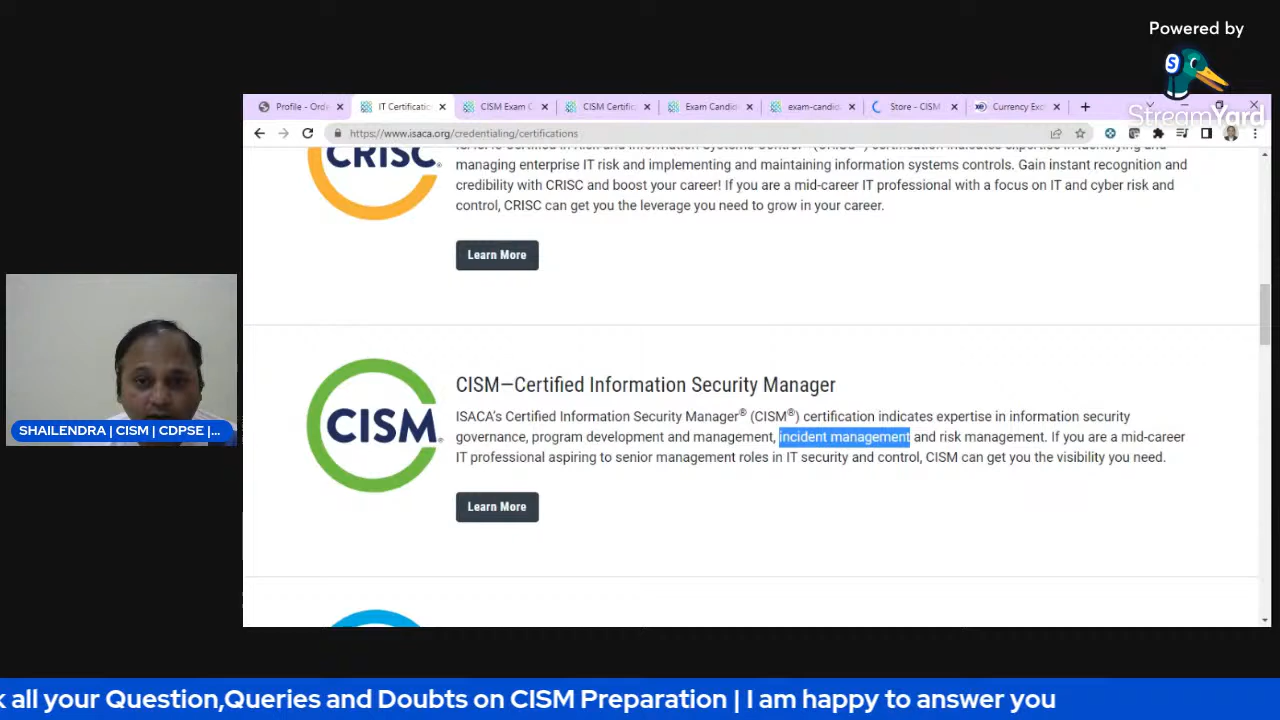 Powered by
S
StreamYard
Profile - Orde
IT Certificatio
CISM Exam C
CISM Certific
Exam Candid
exam-candid
Store - CISM
Currency Exc
https://www.isaca.org/credentialing/certifications
CRISC
managing enterprise IT risk and implementing and maintaining information systems controls. Gain instant recognition and
credibility with CRISC and boost your career! If you are a mid-career IT professional with a focus on IT and cyber risk and
control, CRISC can get you the leverage you need to grow in your career.
Learn More
CISM®
CISM—Certified Information Security Manager
ISACA's Certified Information Security Manager® (CISM®) certification indicates expertise in information security
governance, program development and management, incident management and risk management. If you are a mid-career
IT professional aspiring to senior management roles in IT security and control, CISM can get you the visibility you need.
Learn More
SHAILENDRA | CISM | CDPSE |...
k all your Question,Queries and Doubts on CISM Preparation | I am happy to answer you